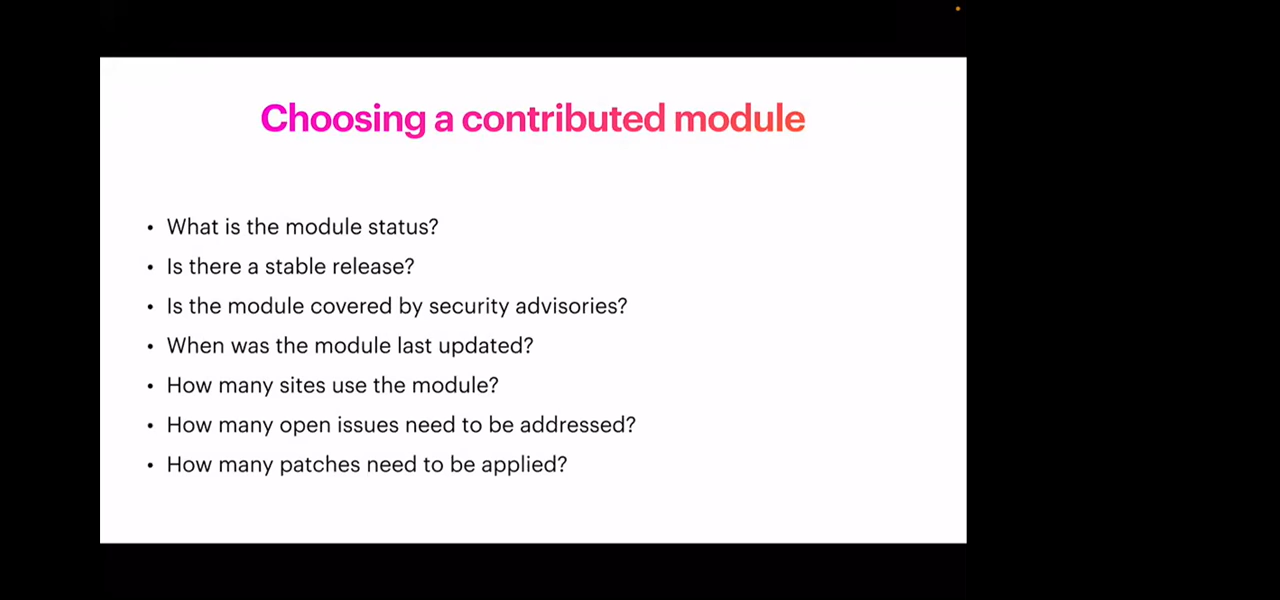 Choosing a contributed module
• What is the module status?
• Is there a stable release?
• Is the module covered by security advisories?
• When was the module last updated?
• How many sites use the module?
• How many open issues need to be addressed?
• How many patches need to be applied?